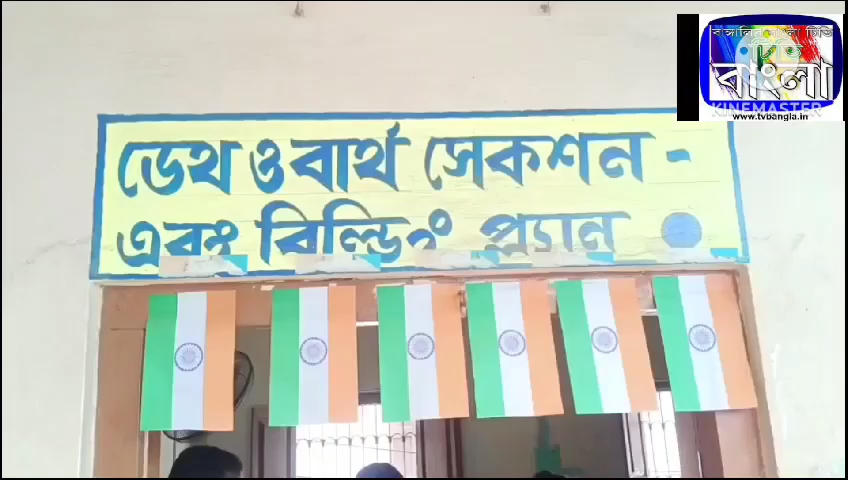 ডেথ ও বার্থ সেকশন -
এবং বিল্ডিং প্ল্যান
টিভি
বাংলা
KINEMASTER
www.tvbangla.in